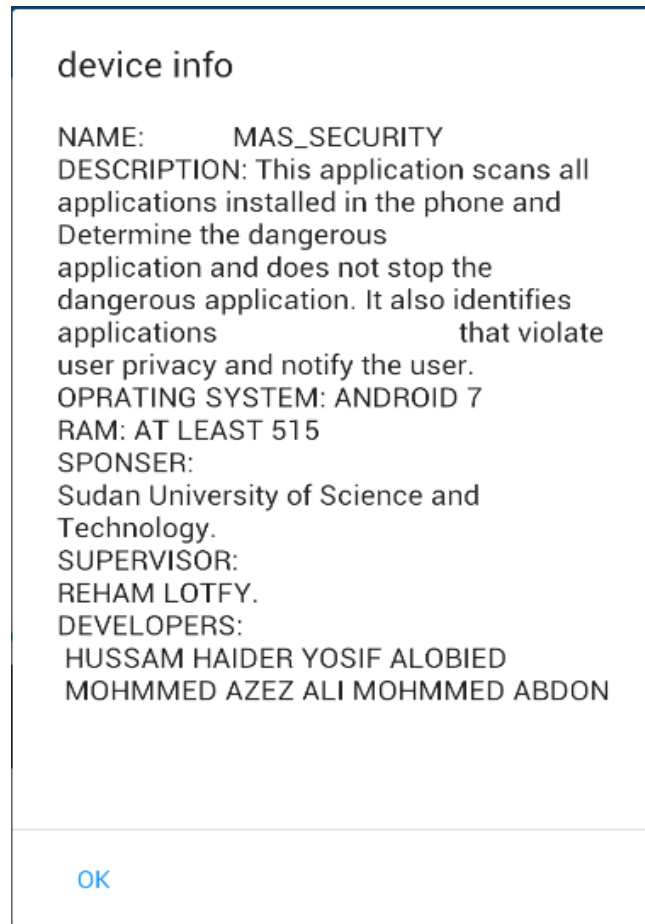 device info
NAME: MAS_SECURITY
DESCRIPTION: This application scans all
applications installed in the phone and
Determine the dangerous
application and does not stop the
dangerous application. It also identifies
applications that violate
user privacy and notify the user.
OPRATING SYSTEM: ANDROID 7
RAM: AT LEAST 515
SPONSER:
Sudan University of Science and
Technology.
SUPERVISOR:
REHAM LOTFY.
DEVELOPERS:
HUSSAM HAIDER YOSIF ALOBIED
MOHMMED AZEZ ALI MOHMMED ABDON
OK